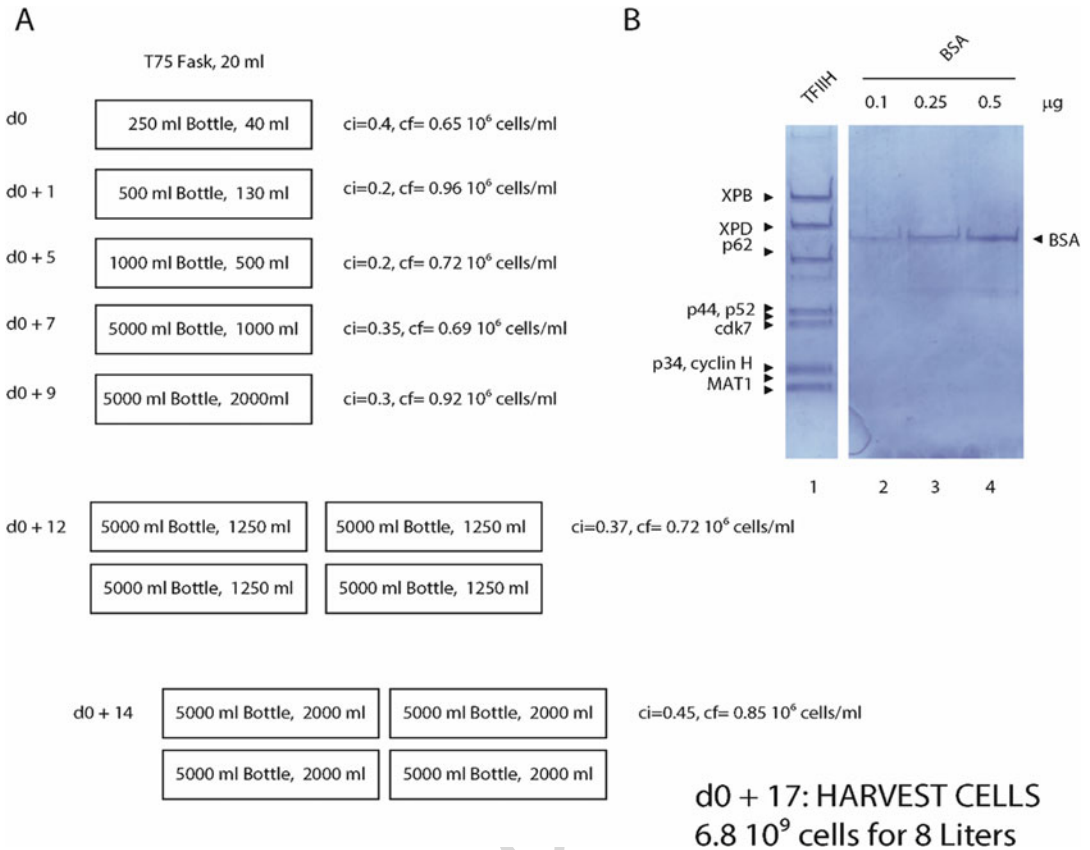 A
T75 Fask, 20 ml
d0
250 ml Bottle, 40 ml
ci=0.4, cf= 0.65 10⁶ cells/ml
d0 + 1
500 ml Bottle, 130 ml
ci=0.2, cf= 0.96 10⁶ cells/ml
d0 + 5
1000 ml Bottle, 500 ml
ci=0.2, cf= 0.72 10⁶ cells/ml
d0 + 7
5000 ml Bottle, 1000 ml
ci=0.35, cf= 0.69 10⁶ cells/ml
d0 + 9
5000 ml Bottle, 2000ml
ci=0.3, cf= 0.92 10⁶ cells/ml
d0 + 12
5000 ml Bottle, 1250 ml
5000 ml Bottle, 1250 ml
ci=0.37, cf= 0.72 10⁶ cells/ml
5000 ml Bottle, 1250 ml
5000 ml Bottle, 1250 ml
d0 + 14
5000 ml Bottle, 2000 ml
5000 ml Bottle, 2000 ml
ci=0.45, cf= 0.85 10⁶ cells/ml
5000 ml Bottle, 2000 ml
5000 ml Bottle, 2000 ml
d0 + 17: HARVEST CELLS
6.8 10⁹ cells for 8 Liters
B
TFIIH
BSA
0.1 0.25 0.5 µg
XPB
XPD
p62
BSA
p44, p52
cdk7
p34, cyclin H
MAT1
1 2 3 4